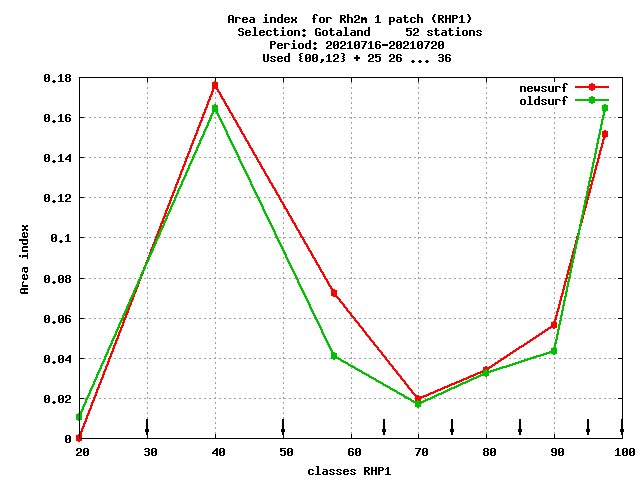 Area index  for Rh2m 1 patch (RHP1)
Selection: Gotaland     52 stations
Period: 20210716-20210720
Used {00,12} + 25 26 ... 36
newsurf
oldsurf
0.18
0.16
0.14
0.12
0.1
0.08
0.06
0.04
0.02
0
Area index
20 30 40 50 60 70 80 90 100
classes RHP1